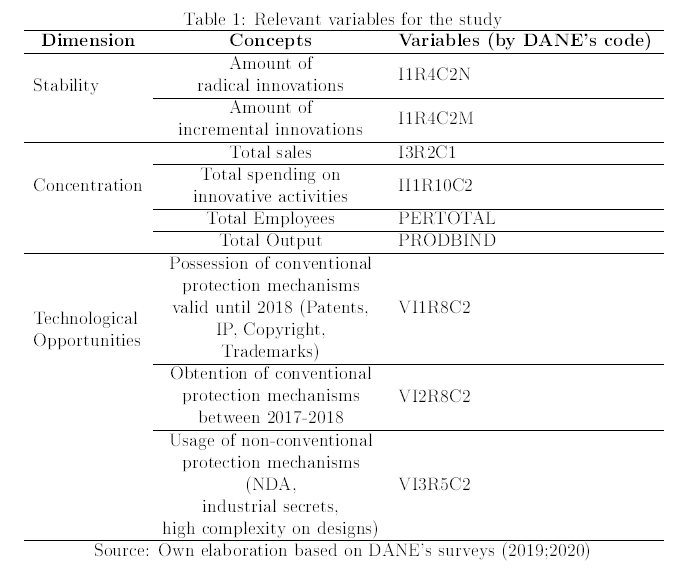 Table 1: Relevant variables for the study
Dimension Concepts Variables (by DANE's code)
Stability
Amount of
radical innovations
I1R4C2N
Amount of
incremental innovations
I1R4C2M
Concentration
Total sales I3R2C1
Total spending on
innovative activities
II1R10C2
Total Employees PERTOTAL
Total Output PRODBIND
Technological
Opportunities
Possession of conventional
protection mechanisms
valid until 2018 (Patents,
IP, Copyright,
Trademarks)
VI1R8C2
Obtention of conventional
protection mechanisms
between 2017-2018
VI2R8C2
Usage of non-conventional
protection mechanisms
(NDA,
industrial secrets,
high complexity on designs)
VI3R5C2
Source: Own elaboration based on DANE's surveys (2019;2020)